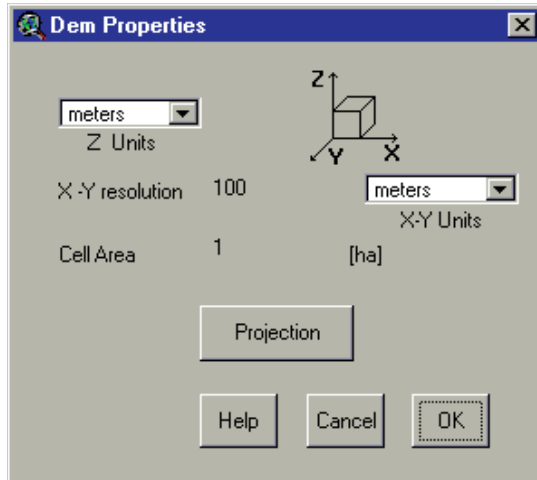 Dem Properties
Z
meters
Z Units
Y
X
X-Y resolution 100
meters
X-Y Units
Cell Area 1 [ha]
Projection
Help Cancel OK